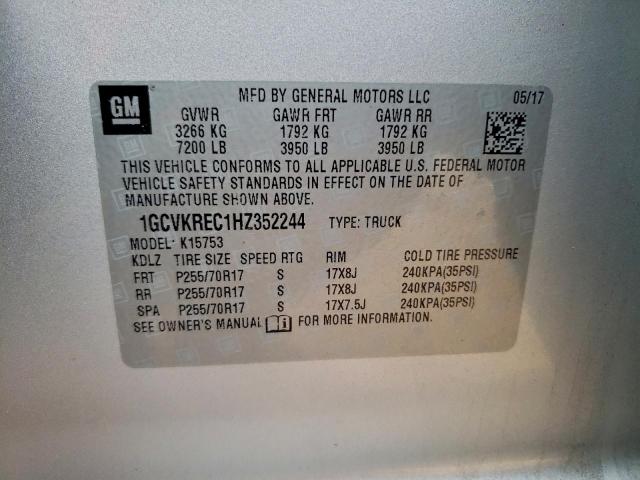 GM
MFD BY GENERAL MOTORS LLC 05/17
GVWR GAWR FRT GAWR RR
3266 KG 1792 KG 1792 KG
7200 LB 3950 LB 3950 LB
THIS VEHICLE CONFORMS TO ALL APPLICABLE U.S. FEDERAL MOTOR
VEHICLE SAFETY STANDARDS IN EFFECT ON THE DATE OF
MANUFACTURE SHOWN ABOVE.
1GCVKREC1HZ352244 TYPE: TRUCK
MODEL: K15753
KDLZ TIRE SIZE SPEED RTG RIM COLD TIRE PRESSURE
FRT P255/70R17 S 17X8J 240KPA(35PSI)
RR P255/70R17 S 17X8J 240KPA(35PSI)
SPA P255/70R17 S 17X7.5J 240KPA(35PSI)
SEE OWNER'S MANUAL i FOR MORE INFORMATION.